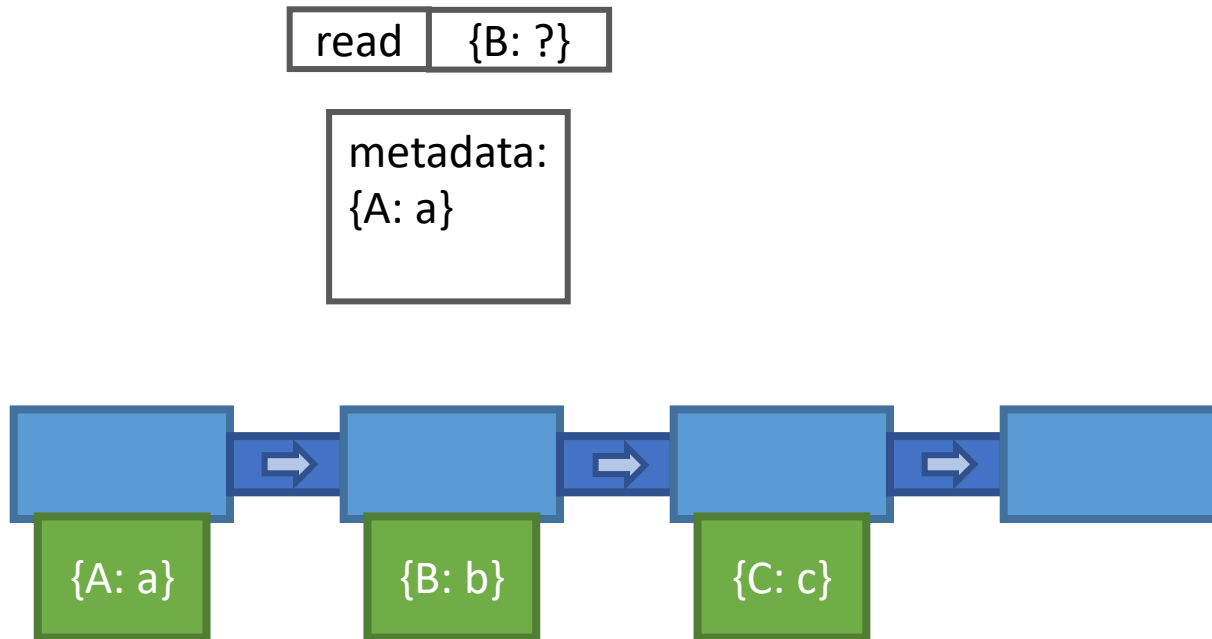 read {B: ?}
metadata:
{A: a}
{A: a} {B: b} {C: c}